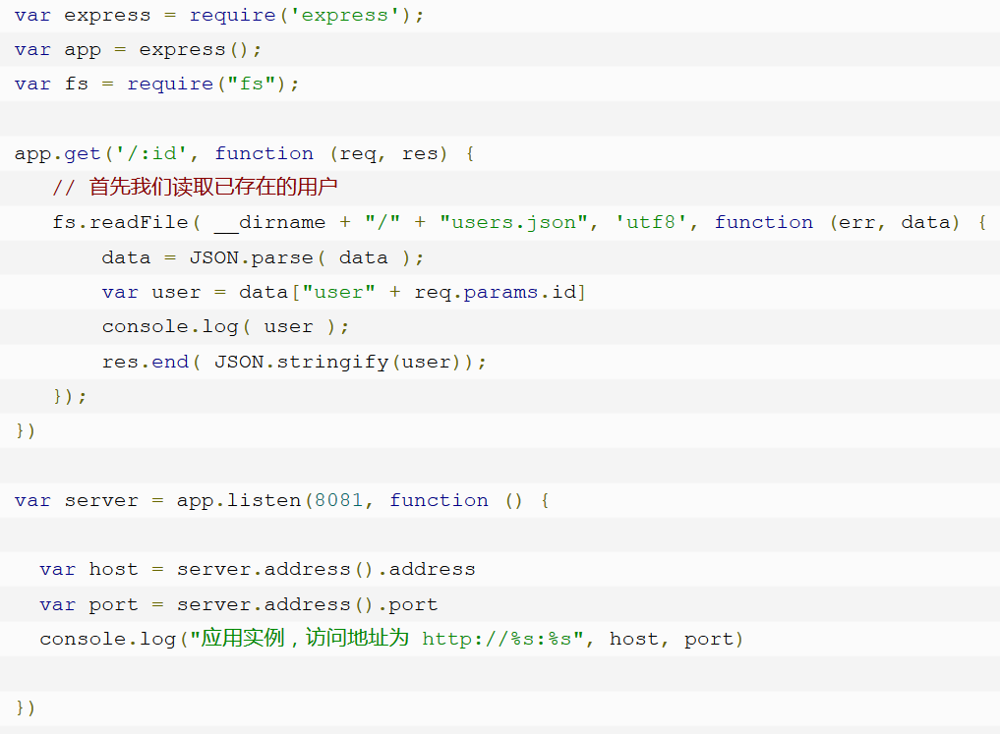 var express = require('express');
var app = express();
var fs = require("fs");
app.get('/:id', function (req, res) {
// 首先我们读取已存在的用户
fs.readFile( __dirname + "/" + "users.json", 'utf8', function (err, data) {
data = JSON.parse( data );
var user = data["user" + req.params.id]
console.log( user );
res.end( JSON.stringify(user));
});
})
var server = app.listen(8081, function () {
var host = server.address().address
var port = server.address().port
console.log("应用实例，访问地址为 http://%s:%s", host, port)
})